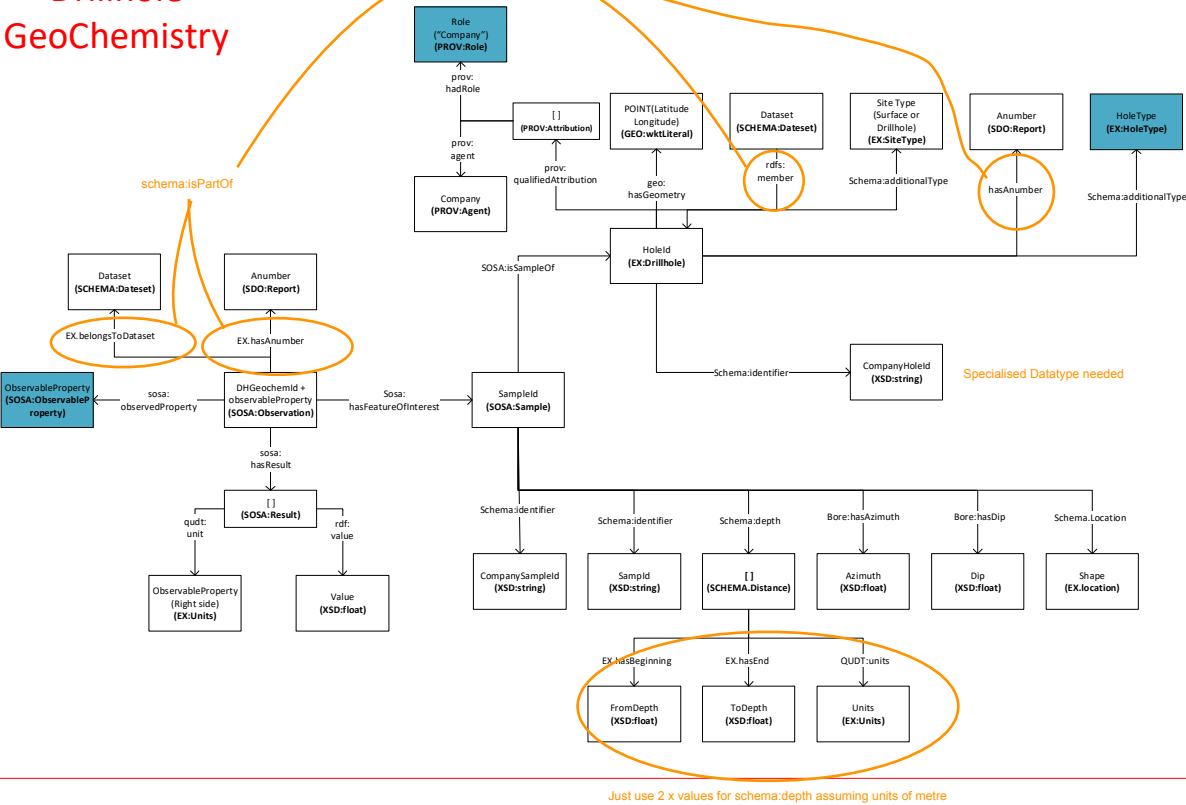 Drillhole
GeoChemistry
Role
("Company")
(PROV:Role)
prov:
hadRole
[ ]
(PROV:Attribution)
prov:
agent
prov:
qualifiedAttribution
Company
(PROV:Agent)
POINT(Latitude
Longitude)
(GEO:wktLiteral)
geo:
hasGeometry
Dataset
(SCHEMA:Dateset)
rdfs:
member
Site Type
(Surface or
Drillhole)
(EX:SiteType)
Schema:additionalType
Anumber
(SDO:Report)
hasAnumber
HoleType
(EX:HoleType)
Schema:additionalType
schema:isPartOf
HoleId
(EX:Drillhole)
SOSA:isSampleOf
Dataset
(SCHEMA:Dateset)
Anumber
(SDO:Report)
EX.belongsToDataset
EX.hasAnumber
Schema:identifier
CompanyHoleId
(XSD:string)
Specialised Datatype needed
ObservableProperty
(SOSA:ObservableP
roperty)
sosa:
observedProperty
DHGeochemId +
observableProperty
(SOSA:Observation)
Sosa:
hasFeatureOfInterest
SampleId
(SOSA:Sample)
sosa:
hasResult
[ ]
(SOSA:Result)
qudt:
unit
rdf:
value
ObservableProperty
(Right side)
(EX:Units)
Value
(XSD:float)
Schema:identifier
Schema:identifier
Schema:depth
Bore:hasAzimuth
Bore:hasDip
Schema.Location
CompanySampleId
(XSD:string)
SampId
(XSD:string)
[ ]
(SCHEMA.Distance)
Azimuth
(XSD:float)
Dip
(XSD:float)
Shape
(EX.location)
EX.hasBeginning
EX.hasEnd
QUDT:units
FromDepth
(XSD:float)
ToDepth
(XSD:float)
Units
(EX:Units)
Just use 2 x values for schema:depth assuming units of metre